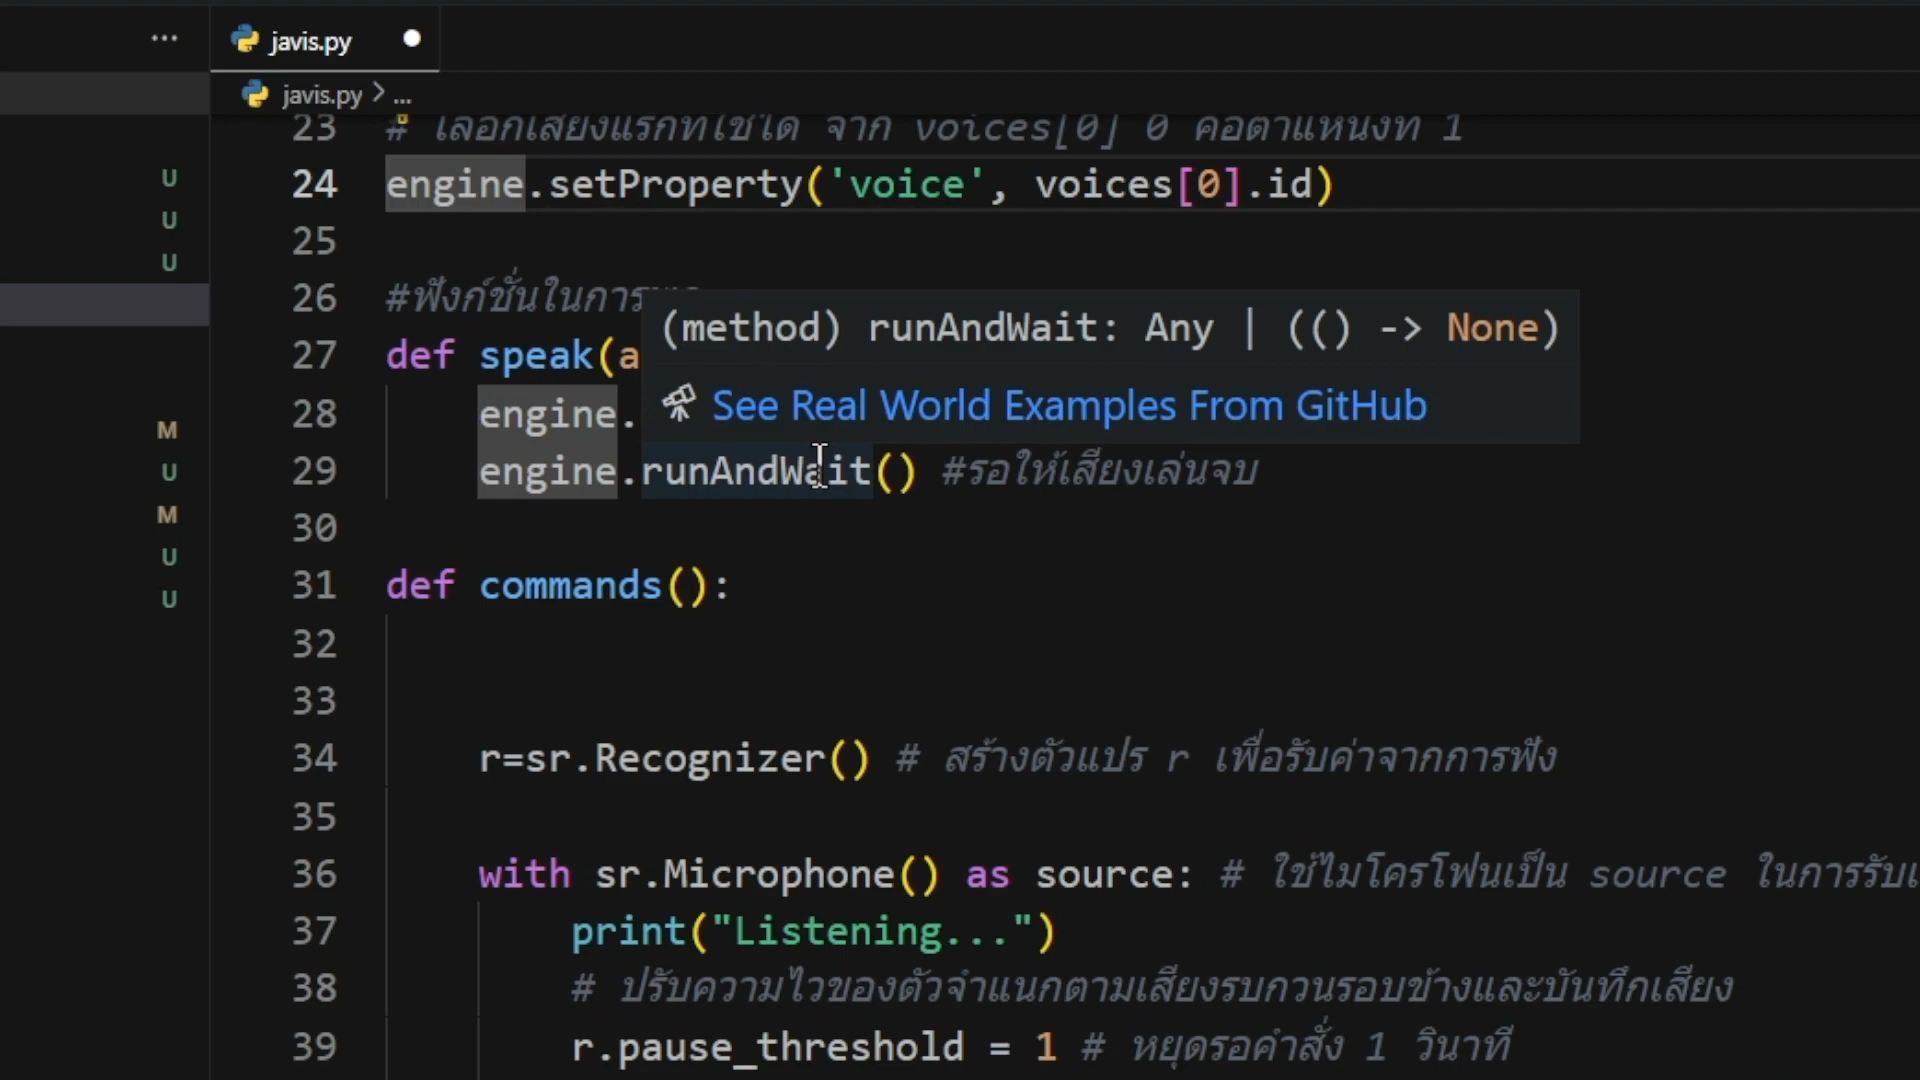 ...
javis.py
javis.py > ...
23 # เลือกเสียงแรกที่ใช้ได้ จาก voices[0] 0 คือตำแหน่งที่ 1
U
24 engine.setProperty('voice', voices[0].id)
U
25
U
26 #ฟังก์ชั่นในการ
(method) runAndWait: Any | (() -> None)
27 def speak(a
See Real World Examples From GitHub
28 engine.
M
29 engine.runAndWait() #รอให้เสียงเล่นจบ
U
M
30
U
31 def commands():
U
32
33
34 r=sr.Recognizer() # สร้างตัวแปร r เพื่อรับค่าจากการฟัง
35
36 with sr.Microphone() as source: # ใช้ไมโครโฟนเป็น source ในการรับเ
37 print("Listening...")
38 # ปรับความไวของตัวจำแนกตามเสียงรบกวนรอบข้างและบันทึกเสียง
39 r.pause_threshold = 1 # หยุดรอคำสั่ง 1 วินาที